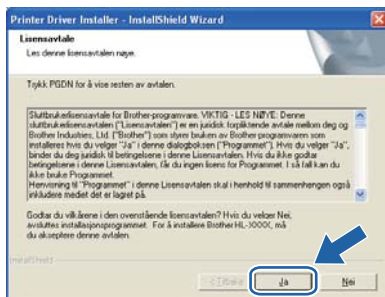 Printer Driver Installer - InstallShield Wizard
Lisensavtale
Les denne lisensavtalen nøye.
Trykk PGDN for å vise resten av avtalen.
Sluttbrukerlisensavtale for Brother-programvare. VIKTIG - LES NØYE: Denne
sluttbrukerlisensavtalen ("Lisensavtalen") er en juridisk forpliktende avtale mellom deg og
Brother Industries, Ltd. ("Brother") som styrer bruken av Brother-programvaren som
installeres hvis du velger "Ja" i denne dialogboksen ("Programmet"). Hvis du velger "Ja",
binder du deg juridisk til betingelsene i denne Lisensavtalen. Hvis du ikke godtar
betingelsene i denne Lisensavtalen, får du ingen lisens for Programmet. I så fall kan du
ikke bruke Programmet.
Henvisning til "Programmet" i denne Lisensavtalen skal i henhold til sammenhengen også
inkludere mediet det er lagret på.
Godtar du vilkårene i den ovenstående lisensavtalen? Hvis du velger Nei,
avsluttes installasjonsprogrammet. For å installere Brother HL-XXXX, må
du akseptere denne avtalen.
InstallShield
< Tilbake
Ja
Nei